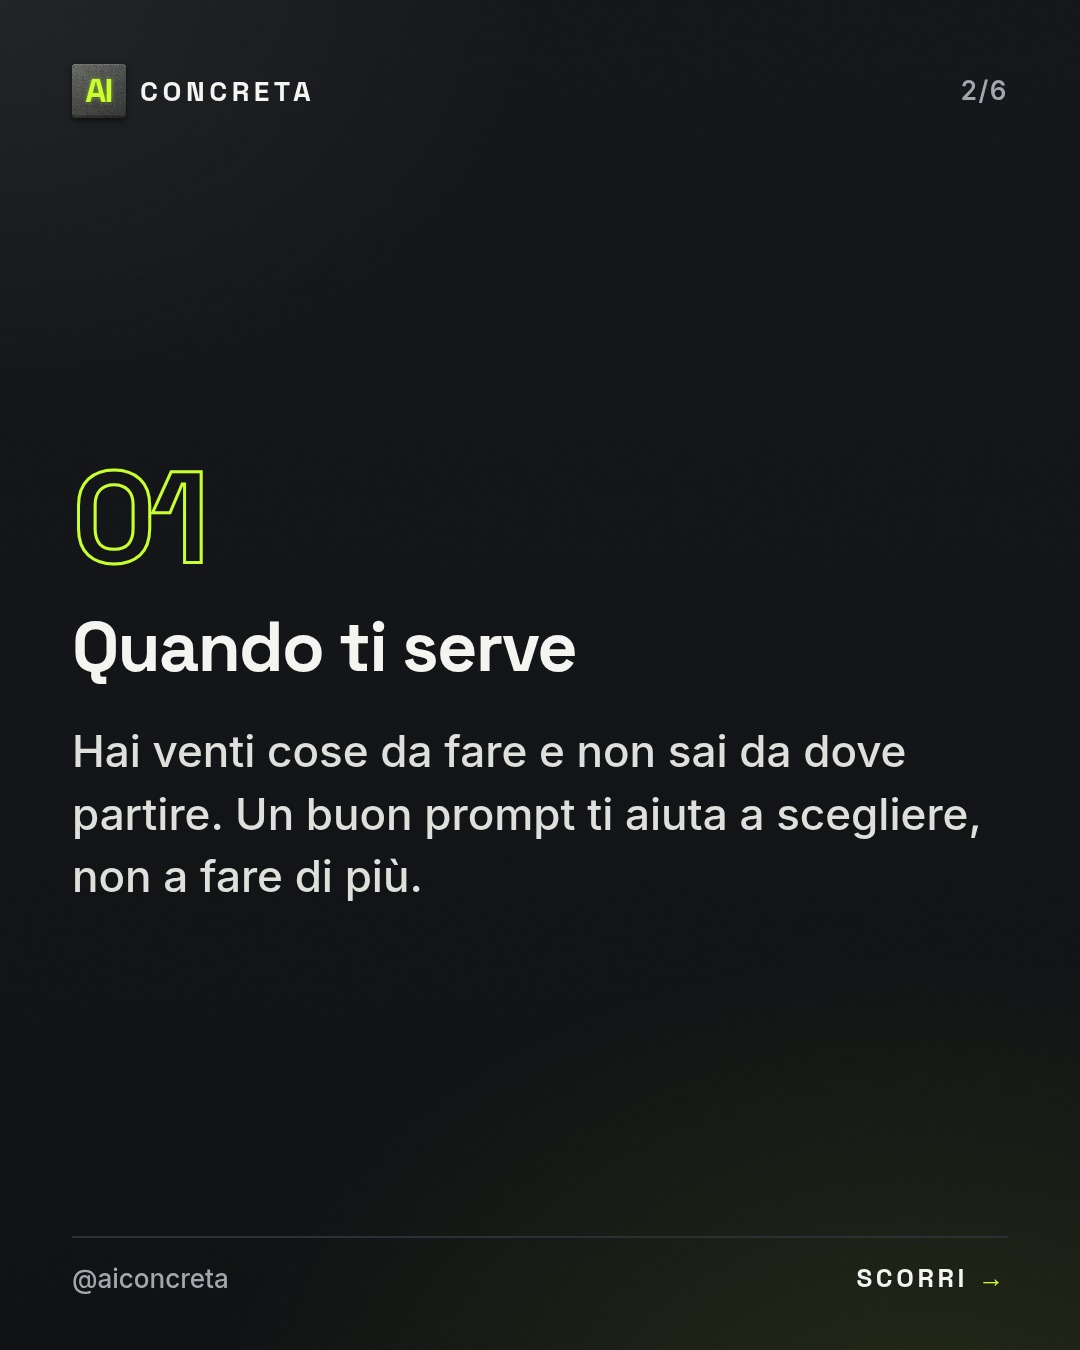 AI CONCRETA
2/6
01
Quando ti serve
Hai venti cose da fare e non sai da dove
partire. Un buon prompt ti aiuta a scegliere,
non a fare di più.
@aiconcreta
SCORRI →